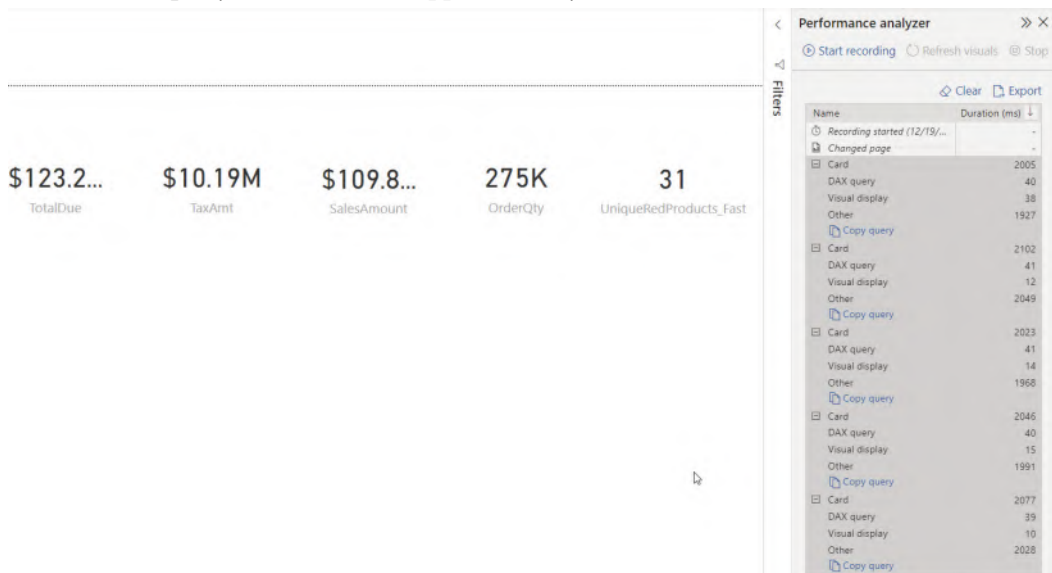 Performance analyzer
Start recording Refresh visuals Stop
Filters
Clear Export
Name Duration (ms)
Recording started (12/19/...
Changed page
Card 2005
DAX query 40
Visual display 38
Other 1927
Copy query
Card 2102
DAX query 41
Visual display 12
Other 2049
Copy query
Card 2023
DAX query 41
Visual display 14
Other 1968
Copy query
Card 2046
DAX query 40
Visual display 15
Other 1991
Copy query
Card 2077
DAX query 39
Visual display 10
Other 2028
Copy query
$123.2... $10.19M $109.8... 275K 31
TotalDue TaxAmt SalesAmount OrderQty UniqueRedProducts_Fast